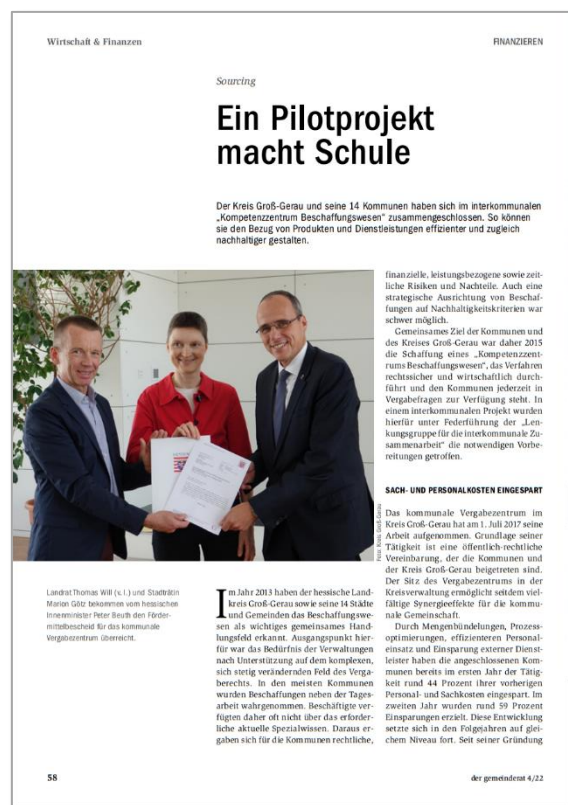 Wirtschaft & Finanzen
FINANZIEREN
Sourcing
Ein Pilotprojekt
macht Schule
Der Kreis Groß-Gerau und seine 14 Kommunen haben sich im interkommunalen
„Kompetenzzentrum Beschaffungswesen“ zusammengeschlossen. So können
sie den Bezug von Produkten und Dienstleistungen effizienter und zugleich
nachhaltiger gestalten.
Foto: Kreis Groß-Gerau
Landrat Thomas Will (v. l.) und Stadträtin
Marion Götz bekommen vom hessischen
Innenminister Peter Beuth den Förder-
mittelbescheid für das kommunale
Vergabezentrum überreicht.
Im Jahr 2013 haben der hessische Land-
kreis Groß-Gerau sowie seine 14 Städte
und Gemeinden das Beschaffungswe-
sen als wichtiges gemeinsames Hand-
lungsfeld erkannt. Ausgangspunkt hier-
für war das Bedürfnis der Verwaltungen
nach Unterstützung auf dem komplexen,
sich stetig verändernden Feld des Verga-
berechts. In den meisten Kommunen
wurden Beschaffungen neben der Tages-
arbeit wahrgenommen. Beschäftigte ver-
fügten daher oft nicht über das erforder-
liche aktuelle Spezialwissen. Daraus er-
gaben sich für die Kommunen rechtliche,
finanzielle, leistungsbezogene sowie zeit-
liche Risiken und Nachteile. Auch eine
strategische Ausrichtung von Beschaf-
fungen auf Nachhaltigkeitskriterien war
schwer möglich.
Gemeinsames Ziel der Kommunen und
des Kreises Groß-Gerau war daher 2015
die Schaffung eines „Kompetenzzent-
rums Beschaffungswesen“, das Verfahren
rechtssicher und wirtschaftlich durch-
führt und den Kommunen jederzeit in
Vergabefragen zur Verfügung steht. In
einem interkommunalen Projekt wurden
hierfür unter Federführung der „Len-
kungsgruppe für die interkommunale Zu-
sammenarbeit“ die notwendigen Vorbe-
reitungen getroffen.
SACH- UND PERSONALKOSTEN EINGESPART
Das kommunale Vergabezentrum im
Kreis Groß-Gerau hat am 1. Juli 2017 seine
Arbeit aufgenommen. Grundlage seiner
Tätigkeit ist eine öffentlich-rechtliche
Vereinbarung, der die Kommunen und
der Kreis Groß-Gerau beigetreten sind.
Der Sitz des Vergabezentrums in der
Kreisverwaltung ermöglicht seitdem viel-
fältige Synergieeffekte für die kommu-
nale Gemeinschaft.
Durch Mengenbündelungen, Prozess-
optimierungen, effizienteren Personal-
einsatz und Einsparung externer Dienst-
leister haben die angeschlossenen Kom-
munen bereits im ersten Jahr der Tätig-
keit rund 44 Prozent ihrer vorherigen
Personal- und Sachkosten eingespart. Im
zweiten Jahr wurden rund 59 Prozent
Einsparungen erzielt. Diese Entwicklung
setzte sich in den Folgejahren auf glei-
chem Niveau fort. Seit seiner Gründung
58
der gemeinderat 4/22